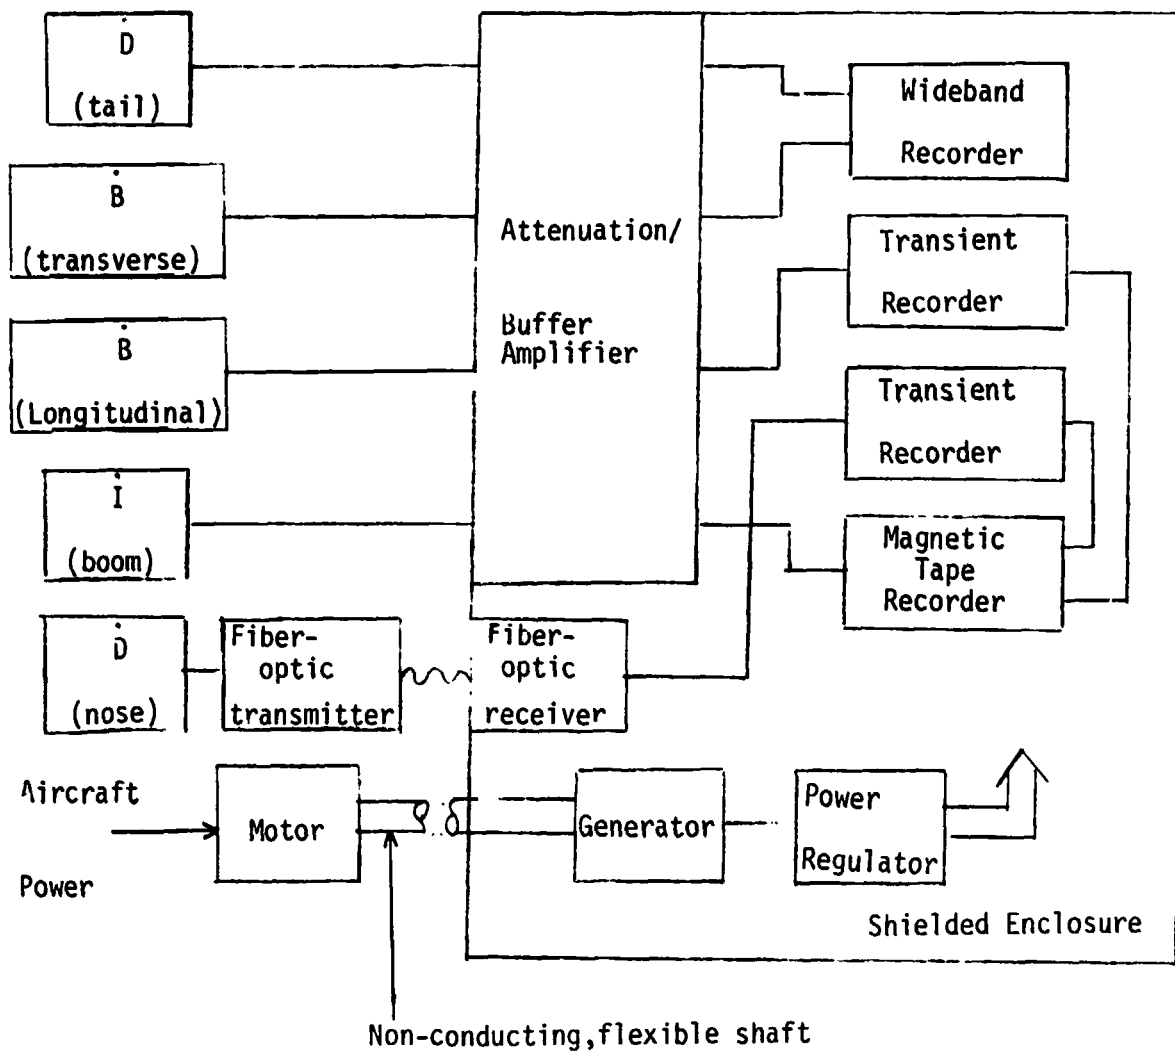 Ḋ
(tail)
Ḃ
(transverse)
Ḃ
(Longitudinal)
İ
(boom)
Ḋ
(nose)
Fiber-
optic
transmitter
Fiber-
optic
receiver
Attenuation/
Buffer
Amplifier
Wideband
Recorder
Transient
Recorder
Transient
Recorder
Magnetic
Tape
Recorder
Aircraft
Power
Motor
Generator
Power
Regulator
Shielded Enclosure
Non-conducting,flexible shaft